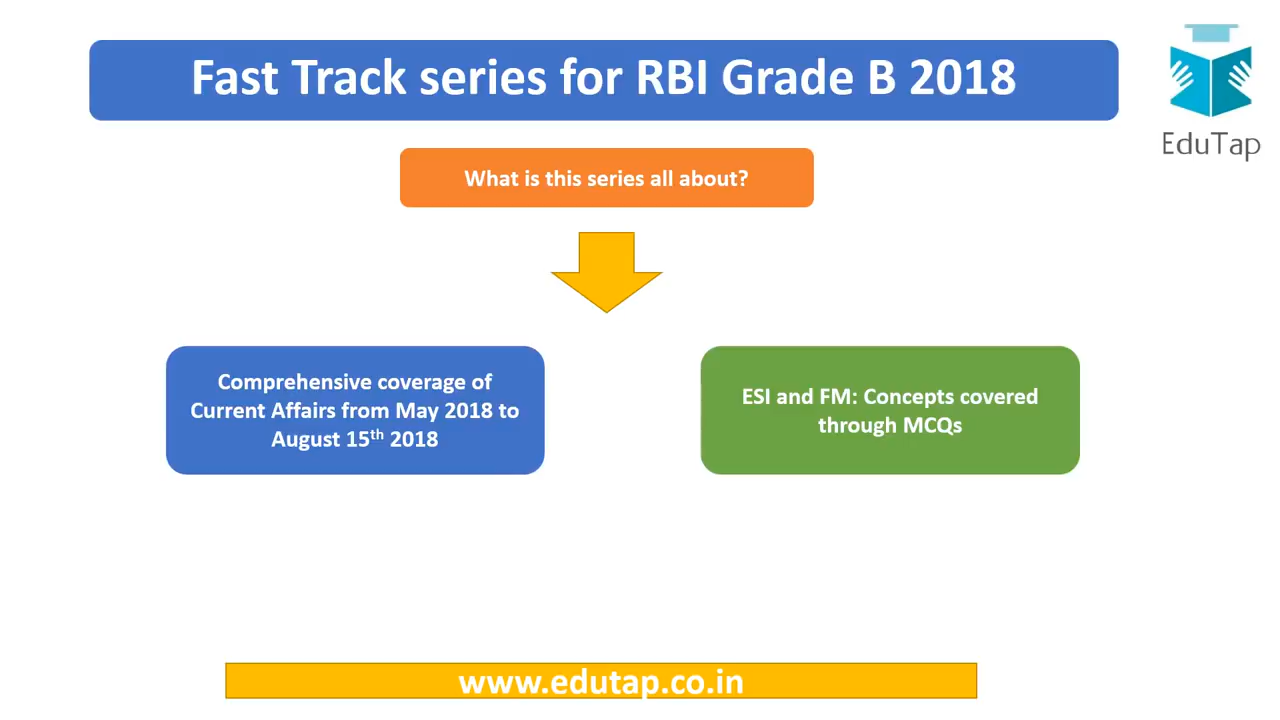 Fast Track series for RBI Grade B 2018
EduTap
What is this series all about?
Comprehensive coverage of
Current Affairs from May 2018 to
August 15th 2018
ESI and FM: Concepts covered
through MCQs
www.edutap.co.in